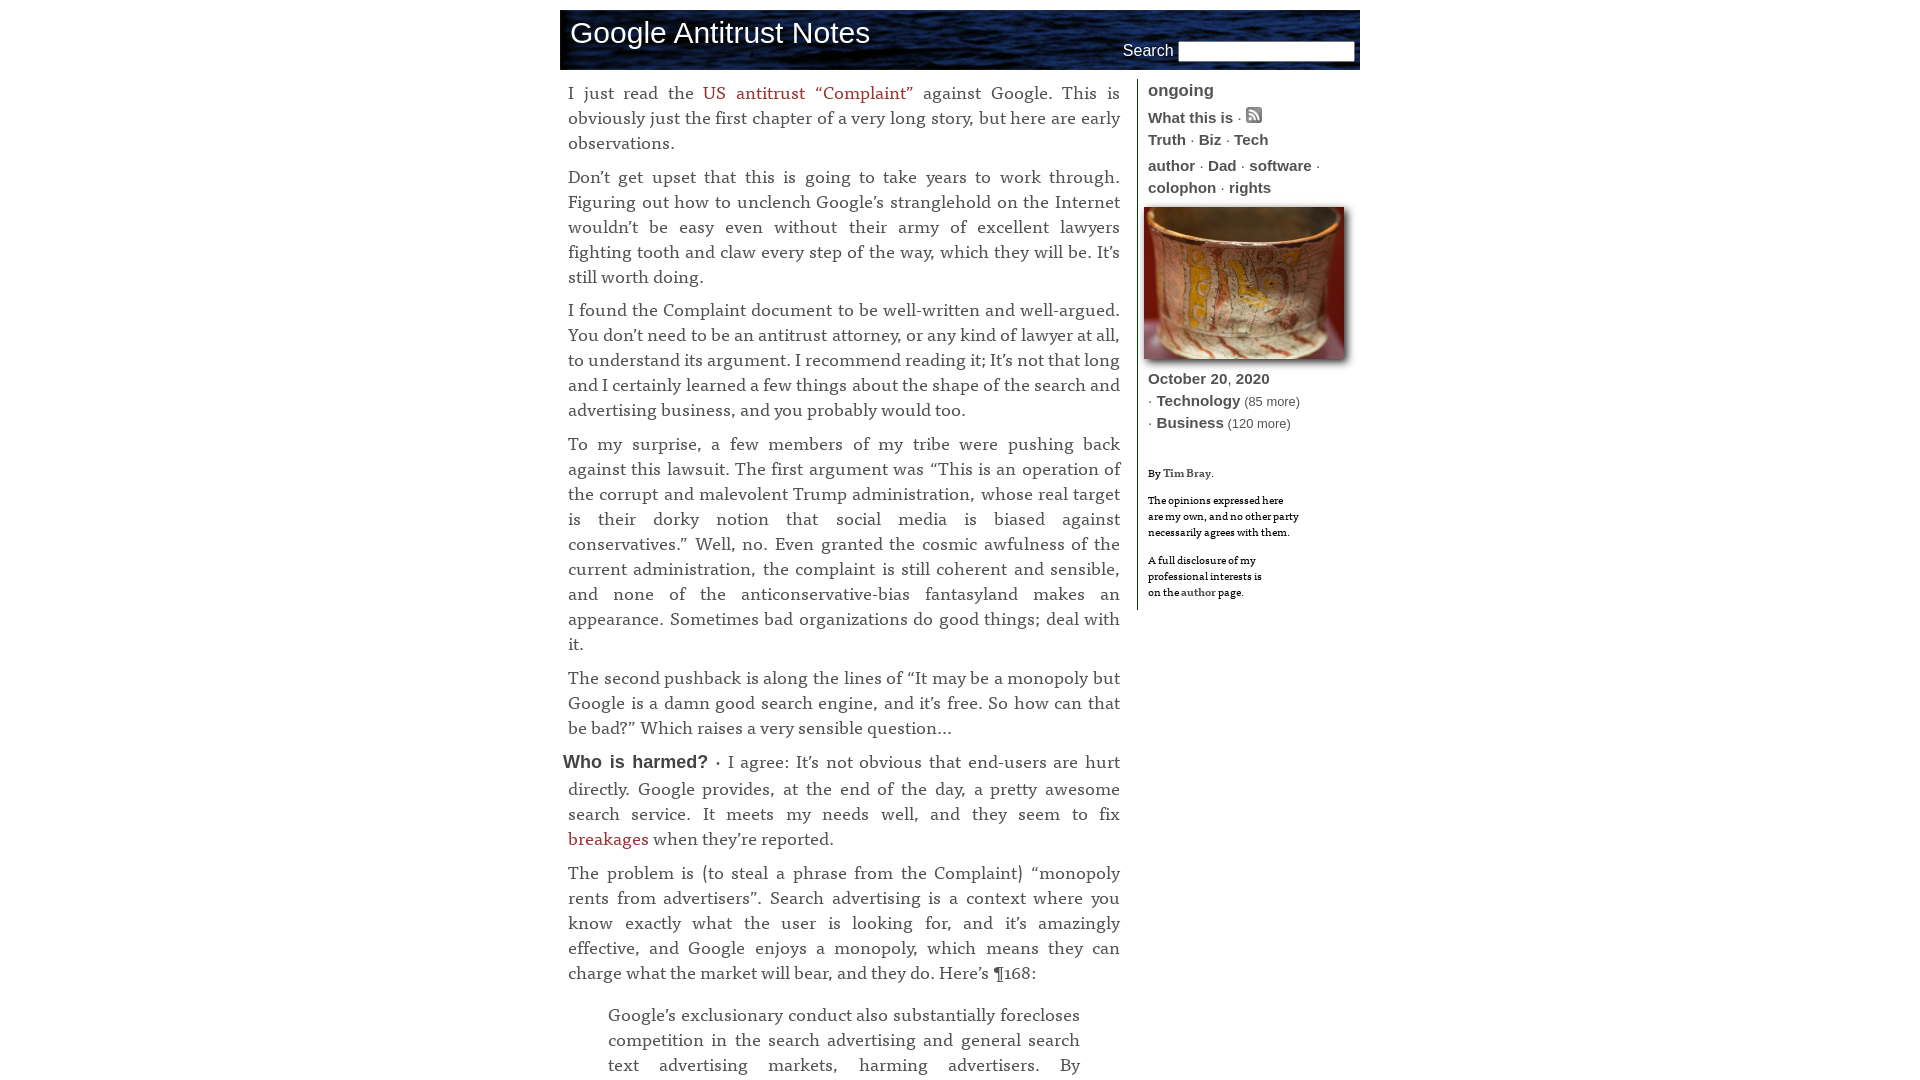 Google Antitrust Notes
Search
I just read the US antitrust “Complaint” against Google. This is
obviously just the first chapter of a very long story, but here are early
observations.
Don’t get upset that this is going to take years to work through.
Figuring out how to unclench Google’s stranglehold on the Internet
wouldn’t be easy even without their army of excellent lawyers
fighting tooth and claw every step of the way, which they will be. It’s
still worth doing.
I found the Complaint document to be well-written and well-argued.
You don’t need to be an antitrust attorney, or any kind of lawyer at all,
to understand its argument. I recommend reading it; It’s not that long
and I certainly learned a few things about the shape of the search and
advertising business, and you probably would too.
To my surprise, a few members of my tribe were pushing back
against this lawsuit. The first argument was “This is an operation of
the corrupt and malevolent Trump administration, whose real target
is their dorky notion that social media is biased against
conservatives.” Well, no. Even granted the cosmic awfulness of the
current administration, the complaint is still coherent and sensible,
and none of the anticonservative-bias fantasyland makes an
appearance. Sometimes bad organizations do good things; deal with
it.
The second pushback is along the lines of “It may be a monopoly but
Google is a damn good search engine, and it’s free. So how can that
be bad?” Which raises a very sensible question…
Who is harmed? · I agree: It’s not obvious that end-users are hurt
directly. Google provides, at the end of the day, a pretty awesome
search service. It meets my needs well, and they seem to fix
breakages when they’re reported.
The problem is (to steal a phrase from the Complaint) “monopoly
rents from advertisers”. Search advertising is a context where you
know exactly what the user is looking for, and it’s amazingly
effective, and Google enjoys a monopoly, which means they can
charge what the market will bear, and they do. Here’s ¶168:
Google’s exclusionary conduct also substantially forecloses
competition in the search advertising and general search
text advertising markets, harming advertisers. By
ongoing
What this is ·
Truth · Biz · Tech
author · Dad · software ·
colophon · rights
October 20, 2020
· Technology (85 more)
· Business (120 more)
By Tim Bray.
The opinions expressed here
are my own, and no other party
necessarily agrees with them.
A full disclosure of my
professional interests is
on the author page.